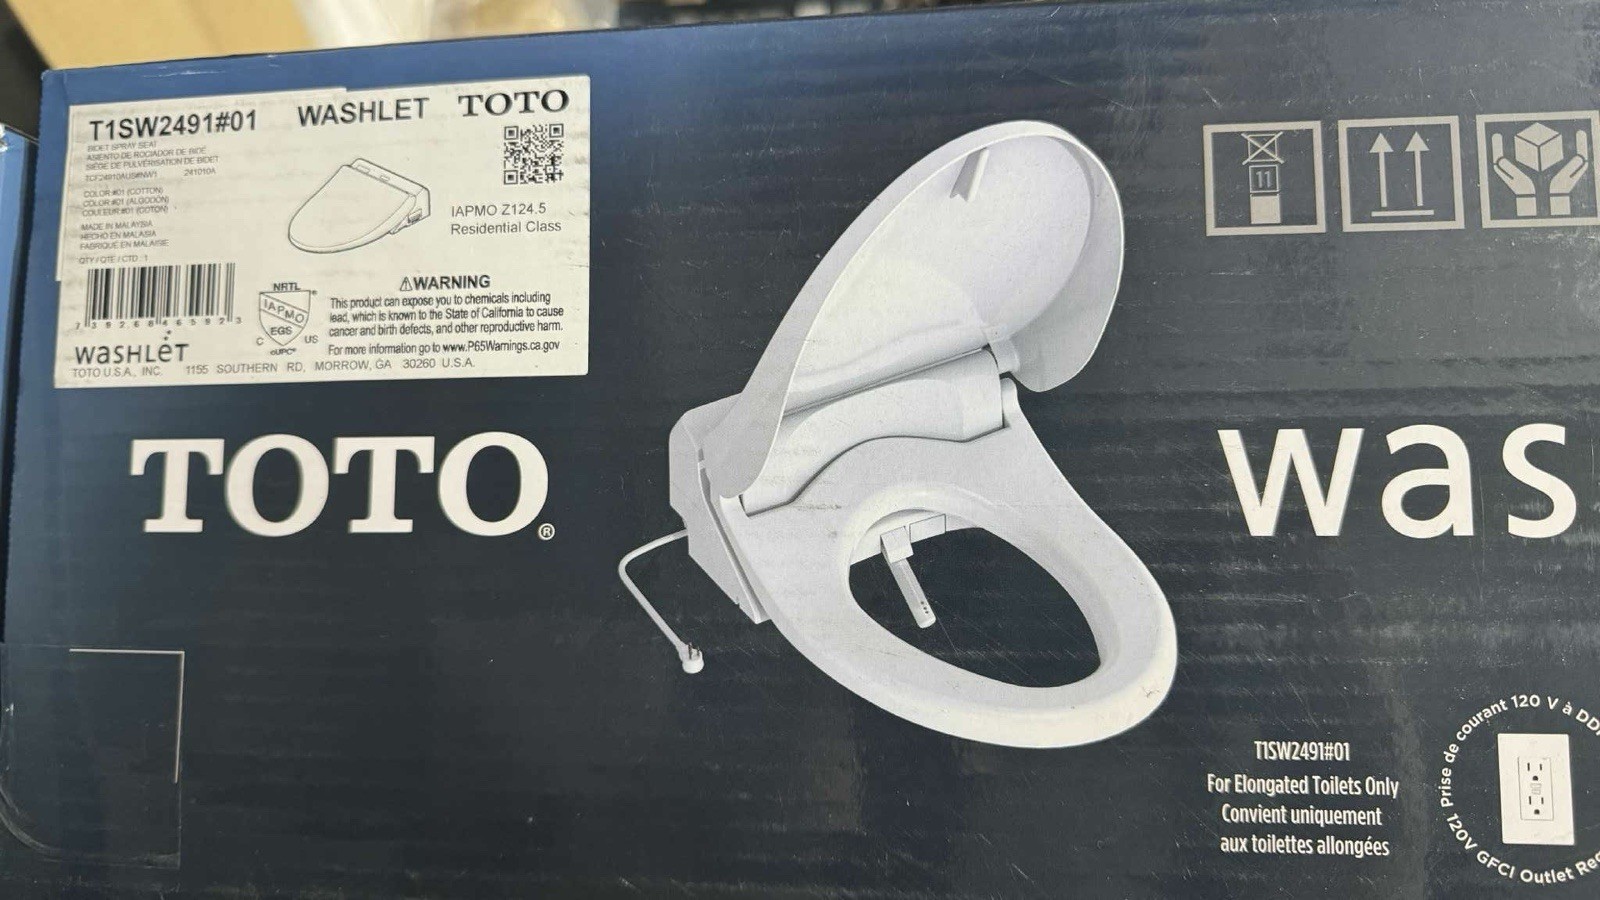 T1SW2491#01
WASHLET TOTO
BIDET SPRAY SEAT
ASIENTO DE ROCIADOR DE BIDÉ
SIÈGE DE PULVÉRISATION DE BIDET
241010A
COLOR:#01 (COTTON)
COLOR:#01 (ALGODÓN)
COULEUR:#01 (COTON)
MADE IN MALAYSIA
HECHO EN MALASIA
FABRIQUÉ EN MALAISIE
QTY / QTE / CTD : 1
IAPMO Z124.5
Residential Class
NRTL
IAPMO
EGS
C US
cUPC®
⚠WARNING
This product can expose you to chemicals including
lead, which is known to the State of California to cause
cancer and birth defects, and other reproductive harm.
For more information go to www.P65Warnings.ca.gov
WASHLET
TOTO U.S.A., INC. 1155 SOUTHERN RD, MORROW, GA 30260 U.S.A.
11
TOTO®
was
T1SW2491#01
For Elongated Toilets Only
Convient uniquement
aux toilettes allongées
Prise de courant 120 V à DD
120V GFCI Outlet Re